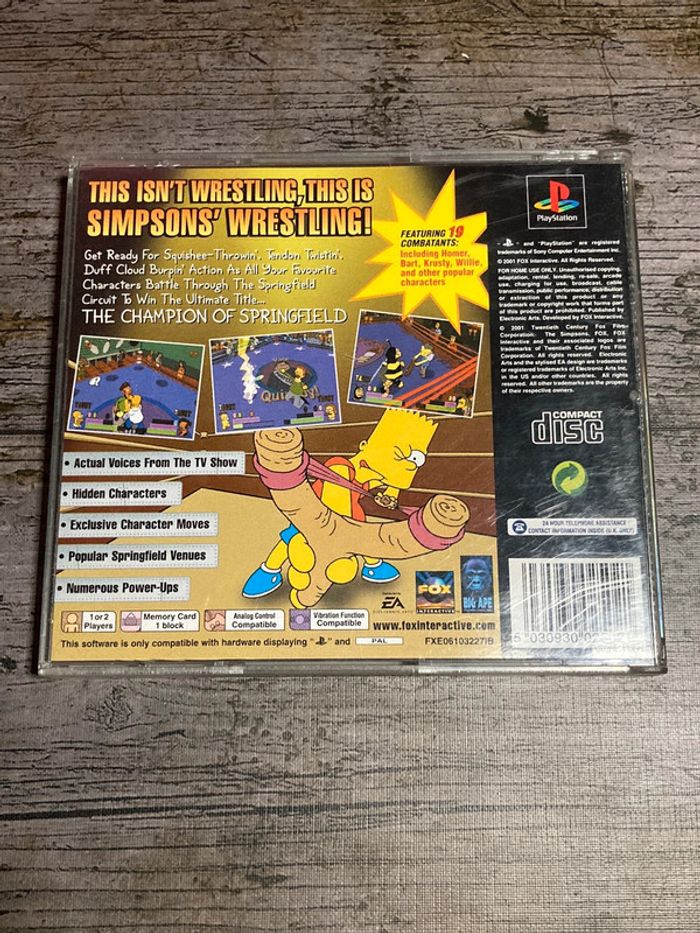 THIS ISN'T WRESTLING, THIS IS
SIMPSONS' WRESTLING!
Get Ready For Squishee-Throwin', Tendon Twistin',
Duff Cloud Burpin' Action As All Your Favourite
Characters Battle Through The Springfield
Circuit To Win The Ultimate Title...
THE CHAMPION OF SPRINGFIELD
FEATURING 19
COMBATANTS:
Including Homer,
Bart, Krusty, Willie,
and other popular
characters
• Actual Voices From The TV Show
• Hidden Characters
• Exclusive Character Moves
• Popular Springfield Venues
• Numerous Power-Ups
1 or 2
Players
Memory Card
1 block
Analog Control
Compatible
Vibration Function
Compatible
This software is only compatible with hardware displaying " " and
PAL
FXE06103227IB
EA
FOX
INTERACTIVE
BIG APE
www.foxinteractive.com
PlayStation
" " and "PlayStation" are registered
trademarks of Sony Computer Entertainment Inc.
© 2001 FOX Interactive. All Rights Reserved.
FOR HOME USE ONLY. Unauthorised copying,
adaptation, rental, lending, re-sale, arcade
use, charging for use, broadcast, cable
transmission, public performance, distribution
or extraction of this product or any
trademark or copyright work that forms part
of this product are prohibited. Published by
Electronic Arts. Developed by FOX Interactive.
© 2001 Twentieth Century Fox Film
Corporation. The Simpsons, FOX, FOX
Interactive and their associated logos are
trademarks of Twentieth Century Fox Film
Corporation. All rights reserved. Electronic
Arts and the stylised EA design are trademarks
or registered trademarks of Electronic Arts Inc.
in the US and/or other countries. All rights
reserved. All other trademarks are the property
of their respective owners.
COMPACT
disc
24 HOUR TELEPHONE ASSISTANCE
CONTACT INFORMATION INSIDE (U.K. ONLY)